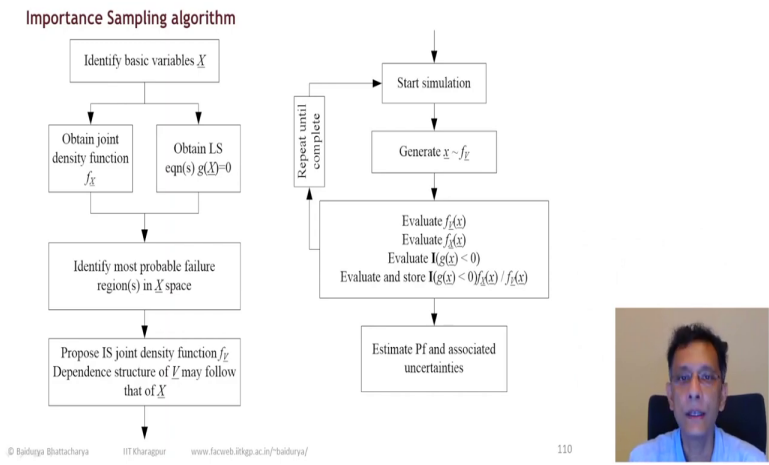 Importance Sampling algorithm
Identify basic variables X
Obtain joint
density function
fX
Obtain LS
eqn(s) g(X)=0
Identify most probable failure
region(s) in X space
Propose IS joint density function fV
Dependence structure of V may follow
that of X
Start simulation
Repeat until
complete
Generate x ~ fV
Evaluate fV(x)
Evaluate fX(x)
Evaluate I(g(x) < 0)
Evaluate and store I(g(x) < 0)fX(x) / fV(x)
Estimate Pf and associated
uncertainties
© Baidurya Bhattacharya IIT Kharagpur www.facweb.iitkgp.ac.in/~baidurya/ 110